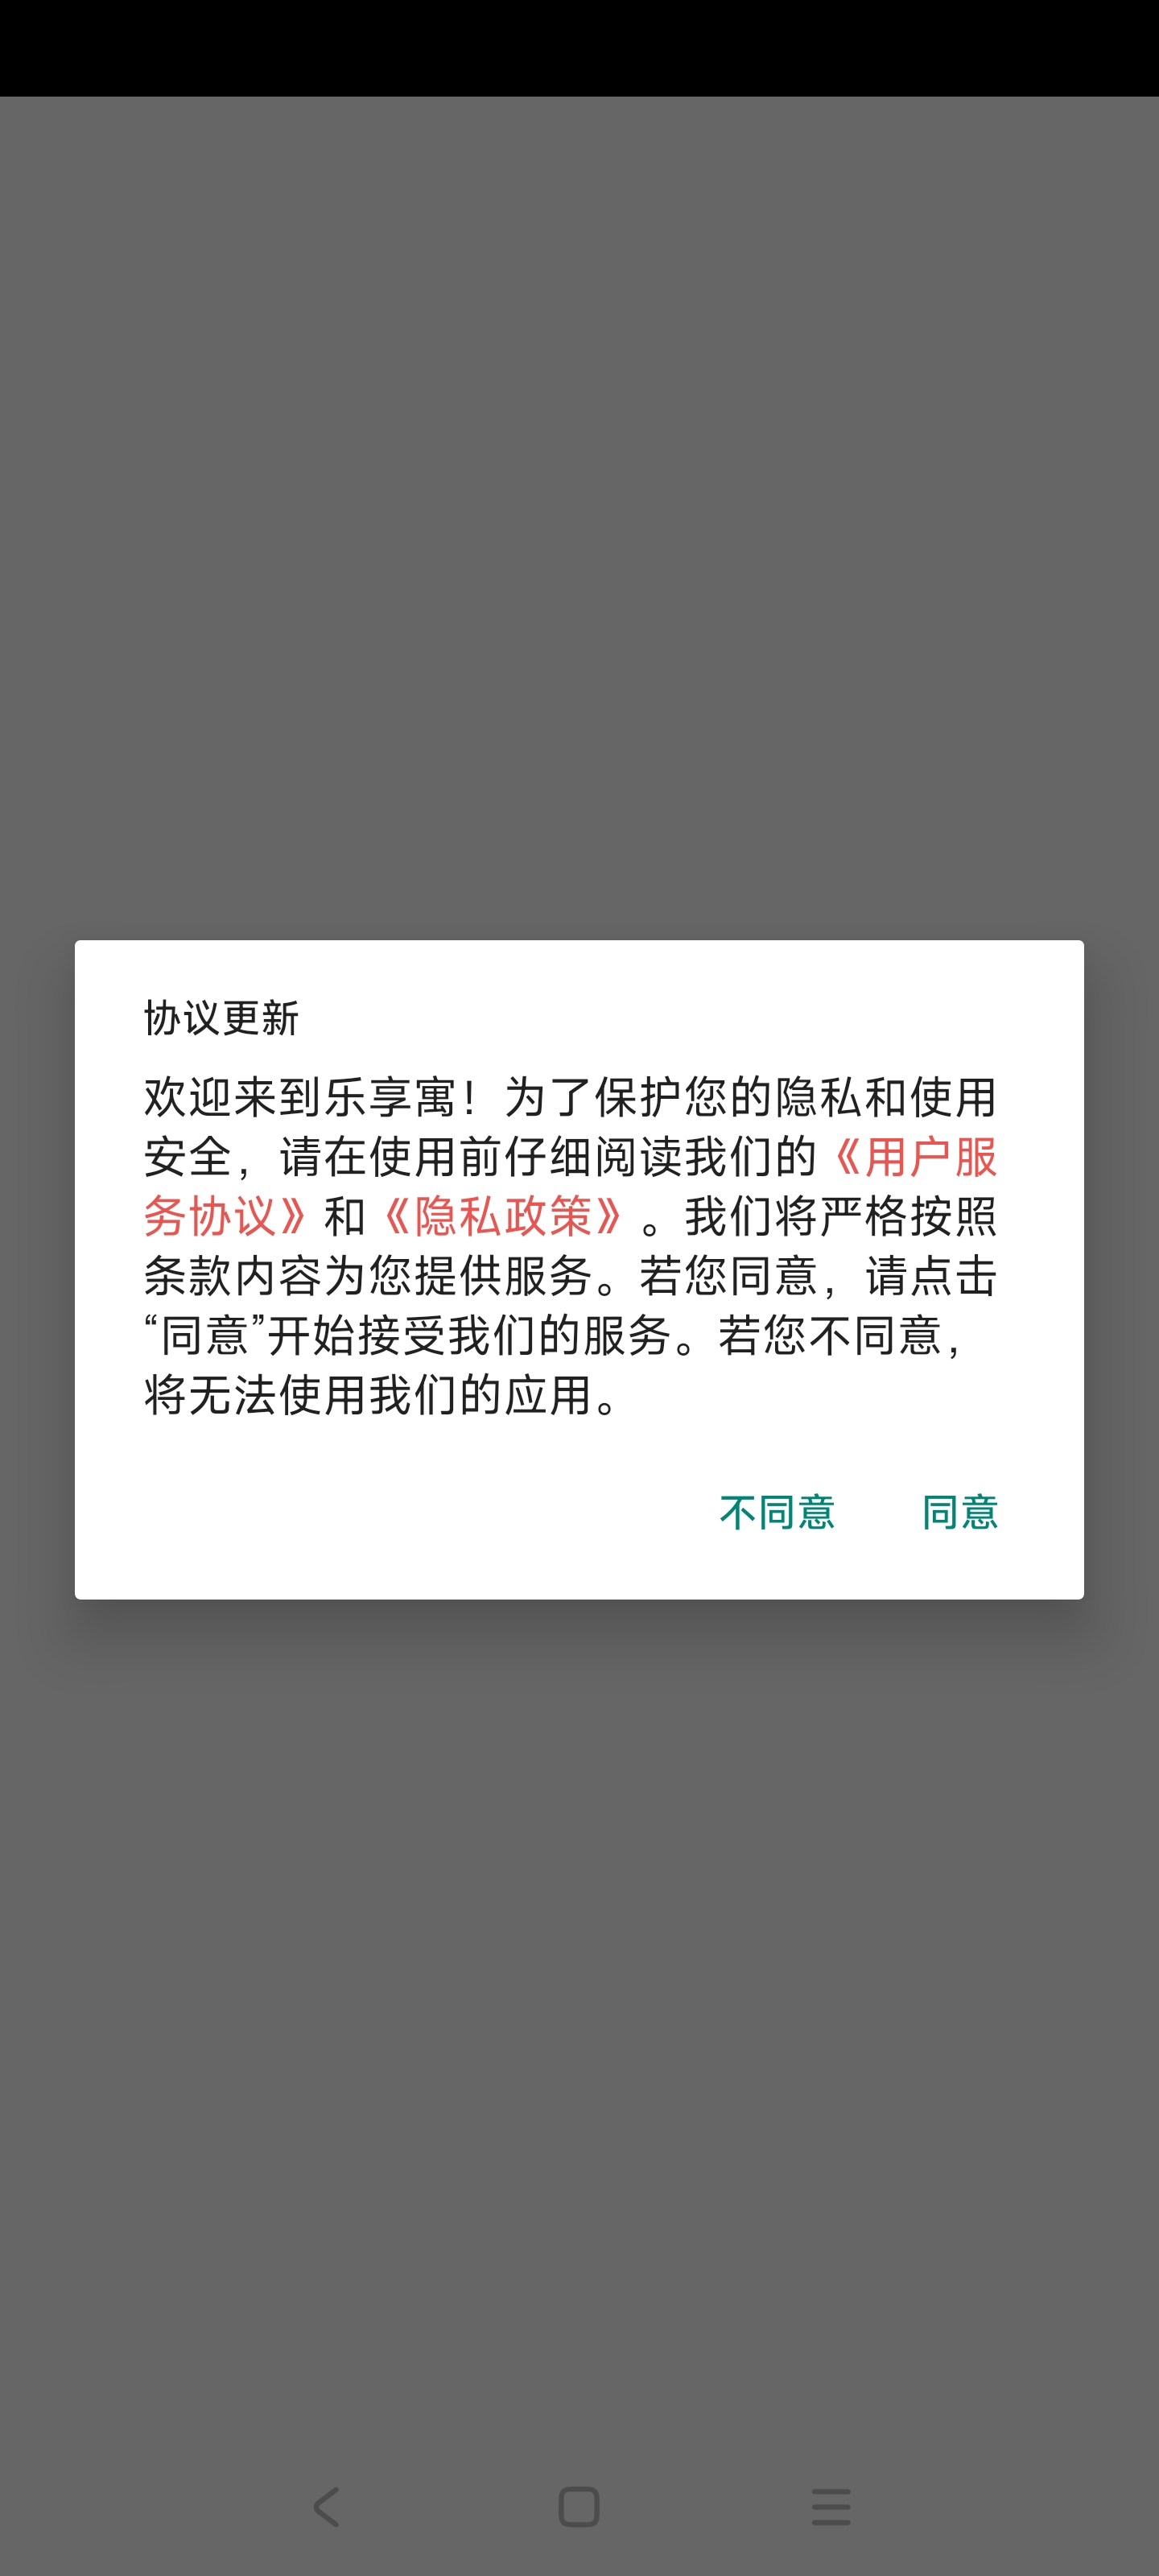 协议更新
欢迎来到乐享寓！为了保护您的隐私和使用
安全，请在使用前仔细阅读我们的《用户服
务协议》和《隐私政策》。我们将严格按照
条款内容为您提供服务。若您同意，请点击
“同意”开始接受我们的服务。若您不同意，
将无法使用我们的应用。
不同意 同意